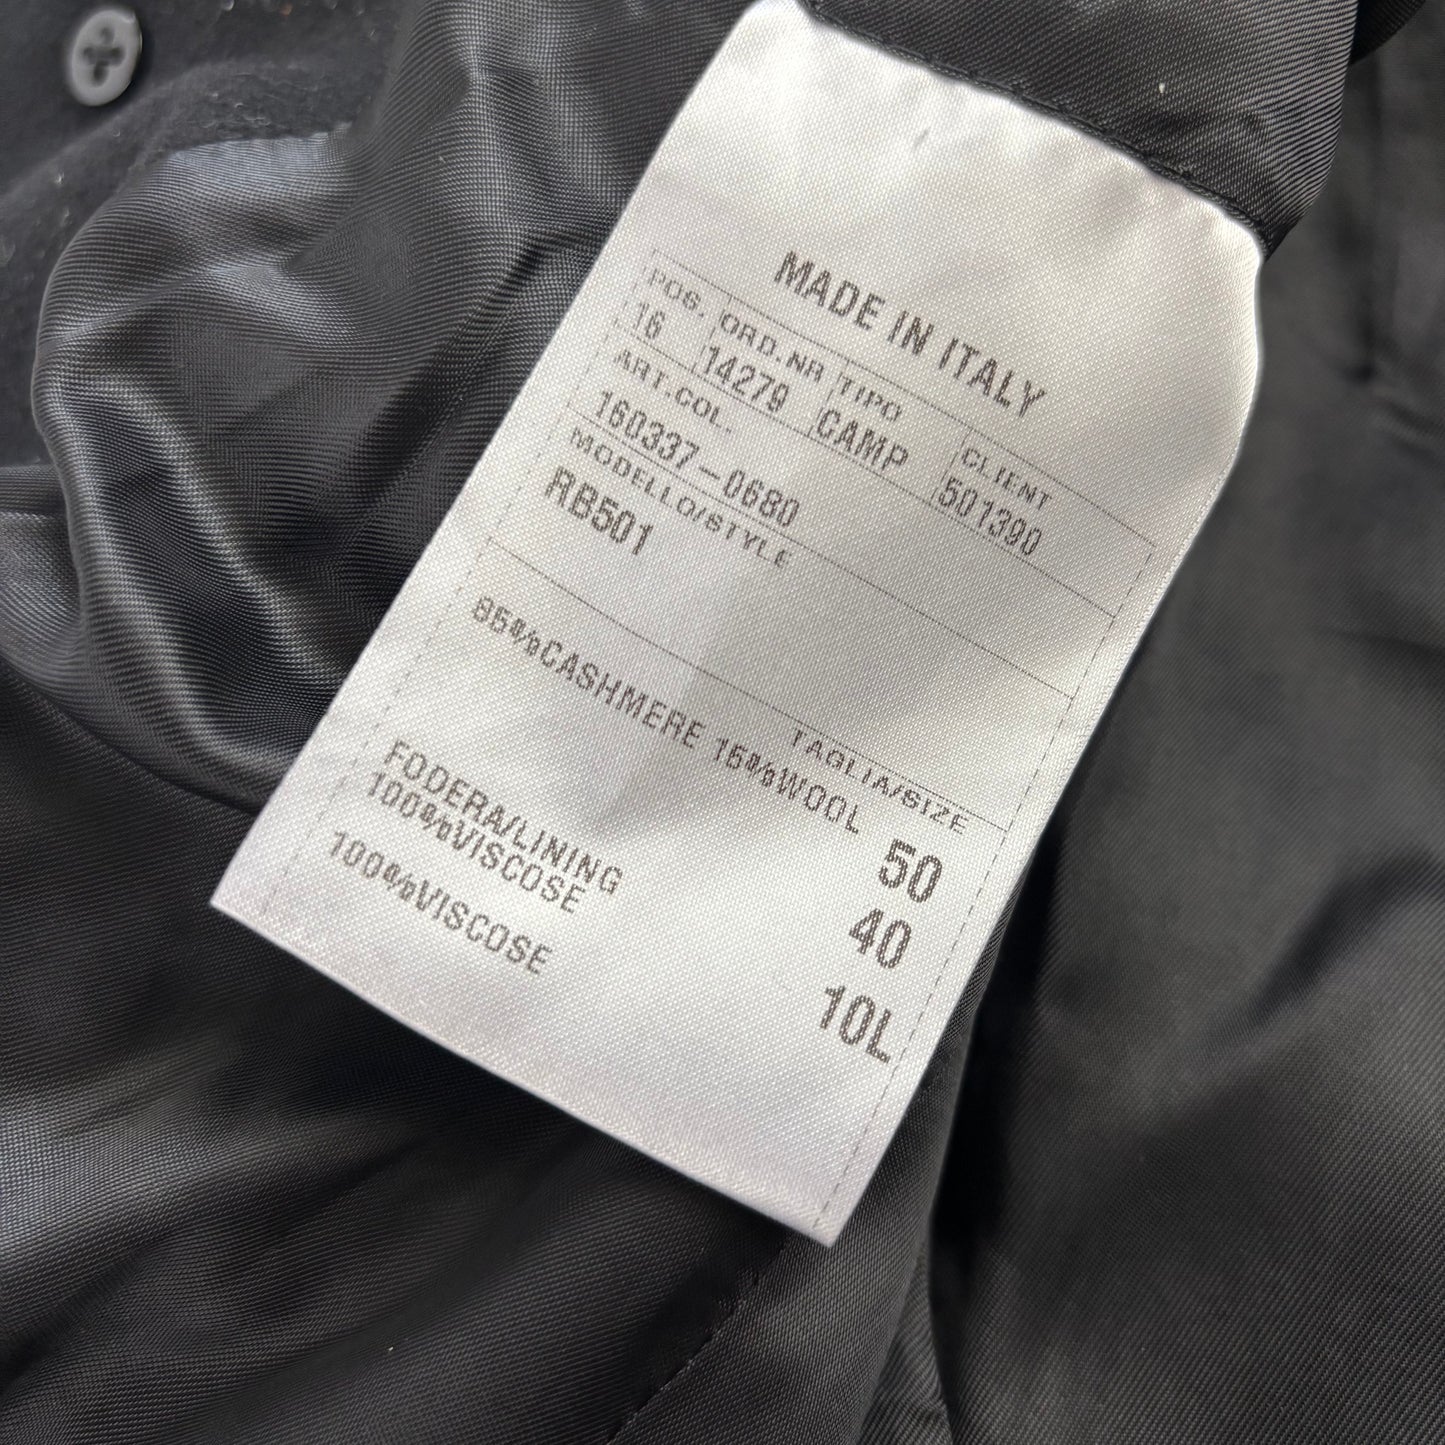 MADE IN ITALY
POS. ORD.NR TIPO CLIENT
16 14279 CAMP 501390
ART.COL.
160337-0680
MODELLO/STYLE
RB501
TAGLIA/SIZE
85%CASHMERE 15%WOOL 50
FODERA/LINING
100%VISCOSE 40
100%VISCOSE 10L